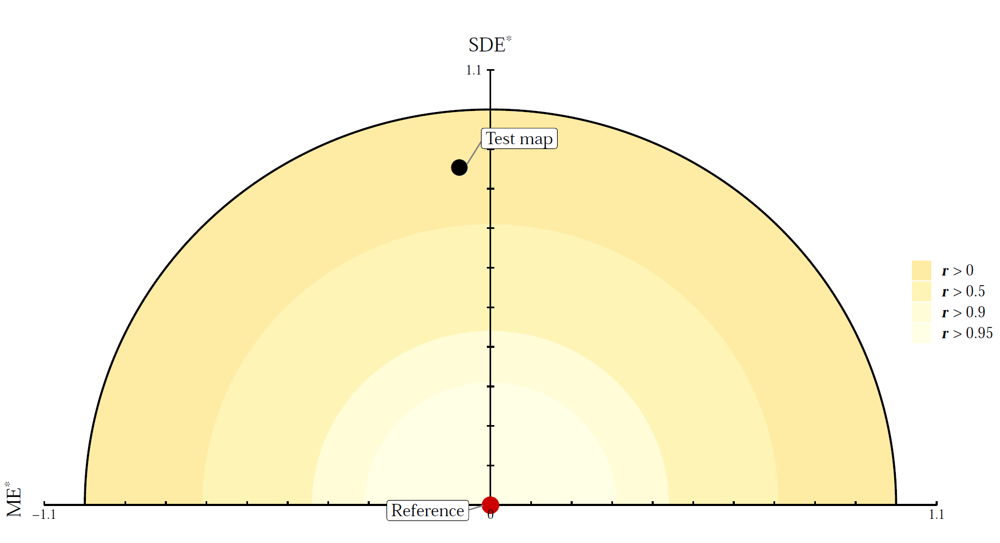 SDE*
1.1
Test map
r > 0
r > 0.5
r > 0.9
r > 0.95
ME*
Reference
−1.1
0
1.1